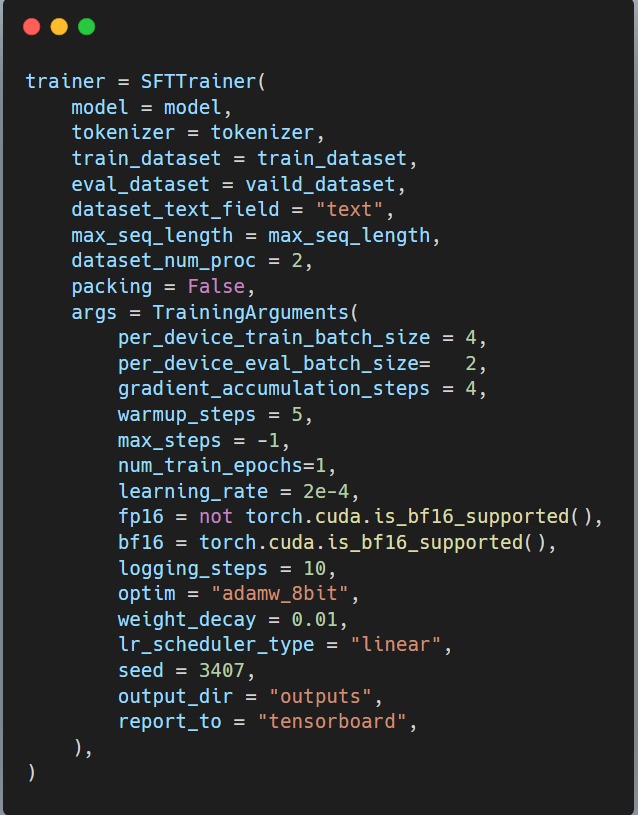 trainer = SFTTrainer(
    model = model,
    tokenizer = tokenizer,
    train_dataset = train_dataset,
    eval_dataset = vaild_dataset,
    dataset_text_field = "text",
    max_seq_length = max_seq_length,
    dataset_num_proc = 2,
    packing = False,
    args = TrainingArguments(
        per_device_train_batch_size = 4,
        per_device_eval_batch_size=   2,
        gradient_accumulation_steps = 4,
        warmup_steps = 5,
        max_steps = -1,
        num_train_epochs=1,
        learning_rate = 2e-4,
        fp16 = not torch.cuda.is_bf16_supported(),
        bf16 = torch.cuda.is_bf16_supported(),
        logging_steps = 10,
        optim = "adamw_8bit",
        weight_decay = 0.01,
        lr_scheduler_type = "linear",
        seed = 3407,
        output_dir = "outputs",
        report_to = "tensorboard",
    ),
)